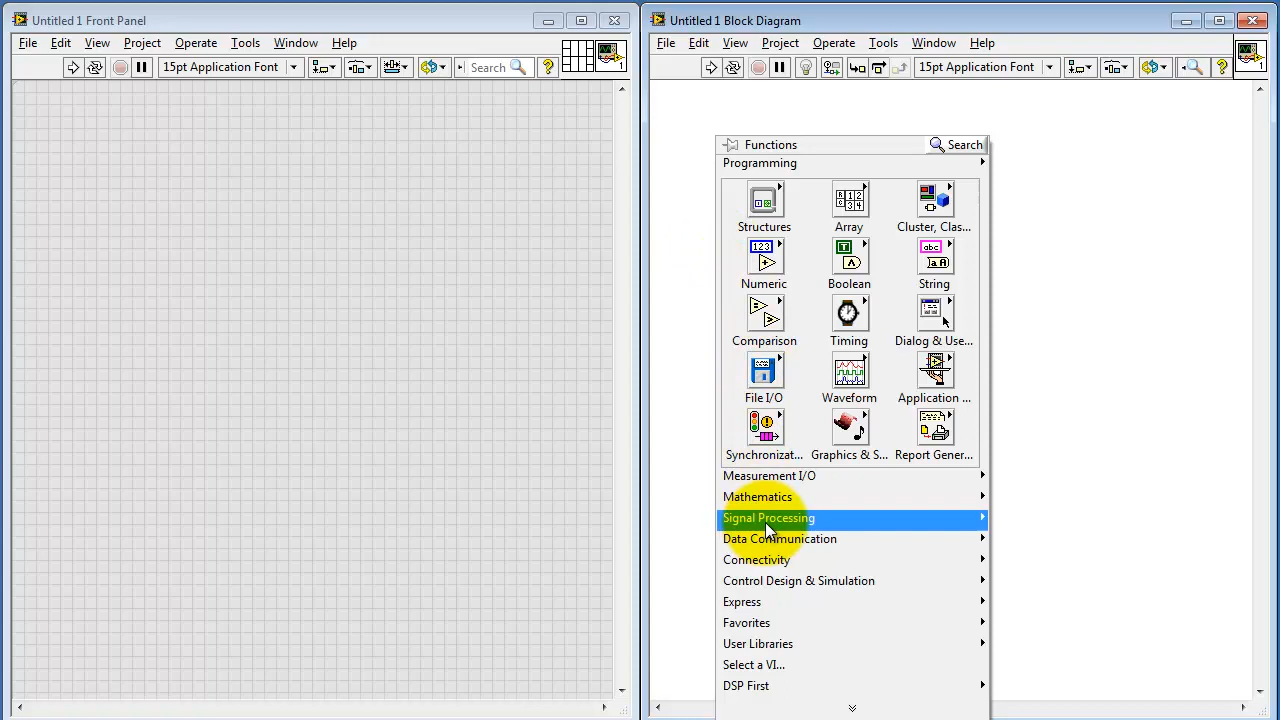 Untitled 1 Front Panel
File Edit View Project Operate Tools Window Help
15pt Application Font
Search
1
Untitled 1 Block Diagram
File Edit View Project Operate Tools Window Help
15pt Application Font
1
Functions
Search
Programming
Structures
Array
Cluster, Clas...
Numeric
Boolean
String
Comparison
Timing
Dialog & Use...
File I/O
Waveform
Application ...
Synchronizat...
Graphics & S...
Report Gener...
Measurement I/O
Mathematics
Signal Processing
Data Communication
Connectivity
Control Design & Simulation
Express
Favorites
User Libraries
Select a VI...
DSP First